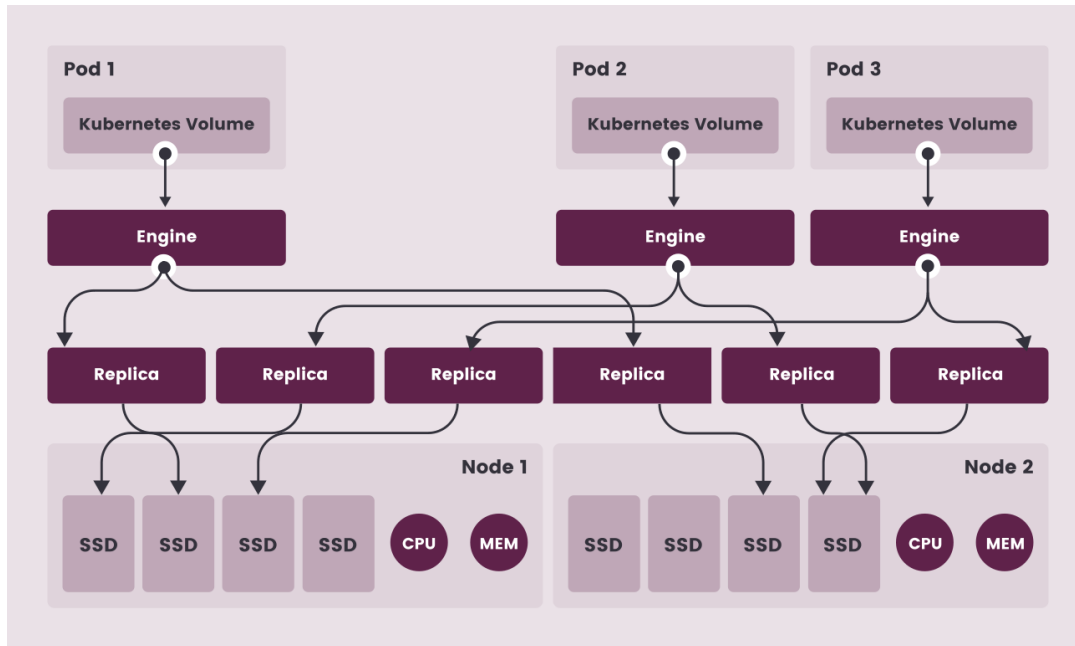 Pod 1
Pod 2
Pod 3
Kubernetes Volume
Kubernetes Volume
Kubernetes Volume
Engine
Engine
Engine
Replica
Replica
Replica
Replica
Replica
Replica
Node 1
Node 2
SSD
SSD
SSD
SSD
CPU
MEM
SSD
SSD
SSD
SSD
CPU
MEM